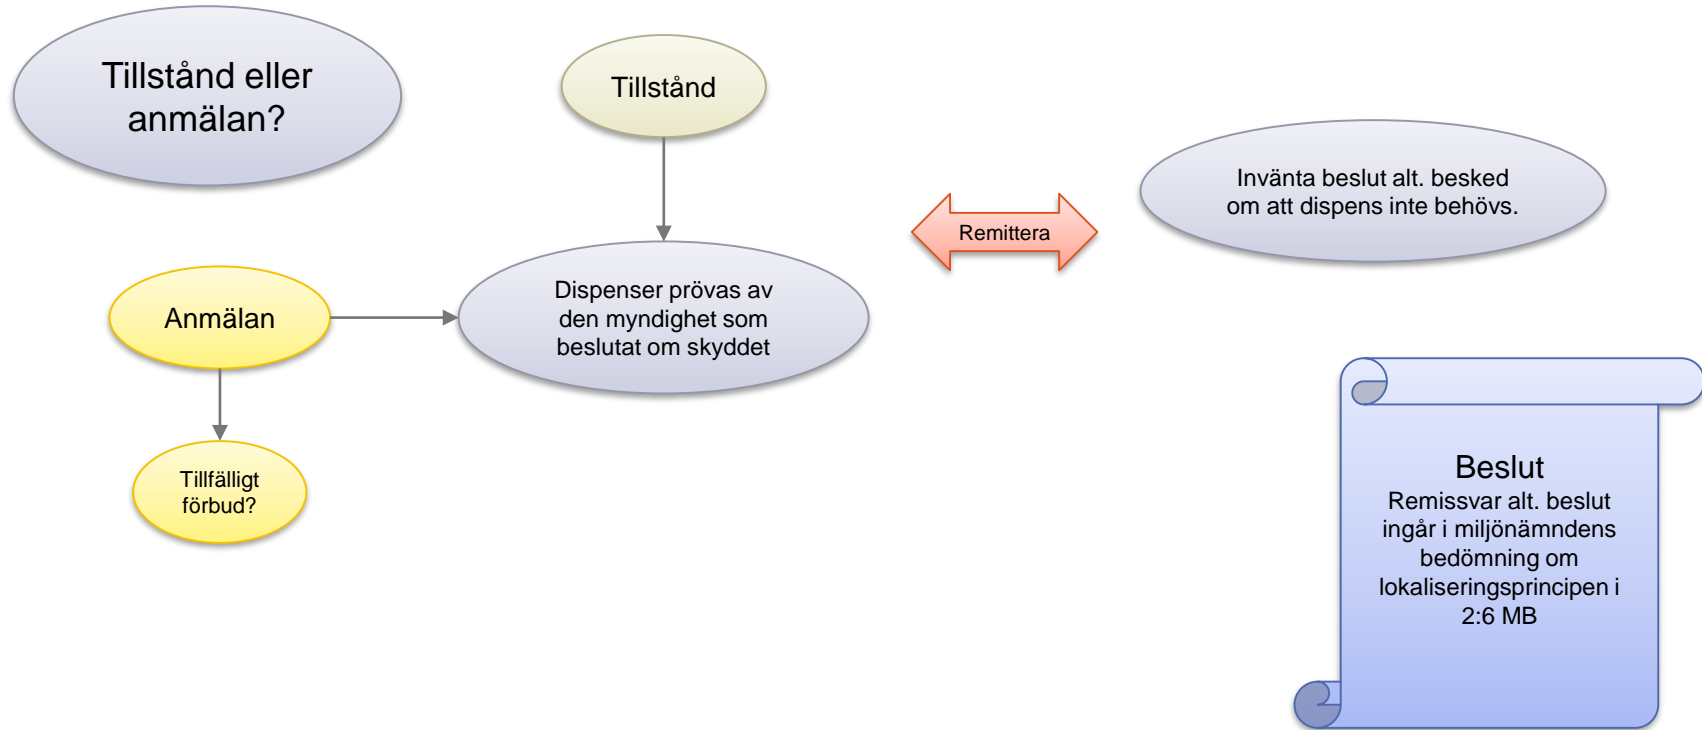 Tillstånd eller
anmälan?
Tillstånd
Invänta beslut alt. besked
om att dispens inte behövs.
Remittera
Anmälan
Dispenser prövas av
den myndighet som
beslutat om skyddet
Tillfälligt
förbud?
Beslut
Remissvar alt. beslut
ingår i miljönämndens
bedömning om
lokaliseringsprincipen i
2:6 MB